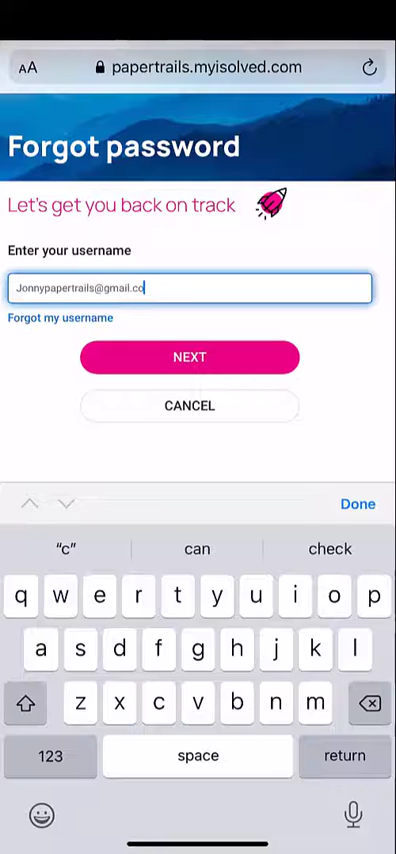 AA papertrails.myisolved.com
Forgot password
Let's get you back on track
Enter your username
Jonnypapertrails@gmail.co
Forgot my username
NEXT
CANCEL
Done
“c” can check
q w e r t y u i o p
a s d f g h j k l
z x c v b n m
123 space return